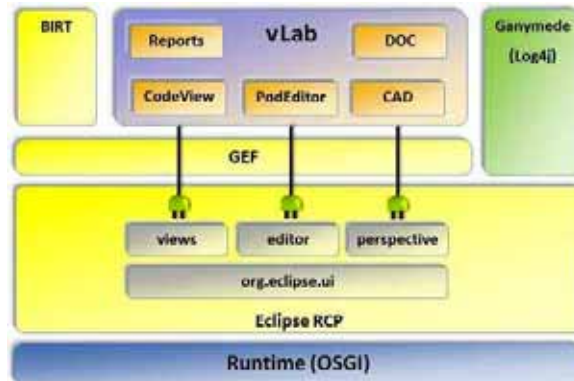 BIRT
vLab
Reports
DOC
CodeView
PodEditor
CAD
Ganymede
(Log4j)
GEF
views
editor
perspective
org.eclipse.ui
Eclipse RCP
Runtime (OSGI)